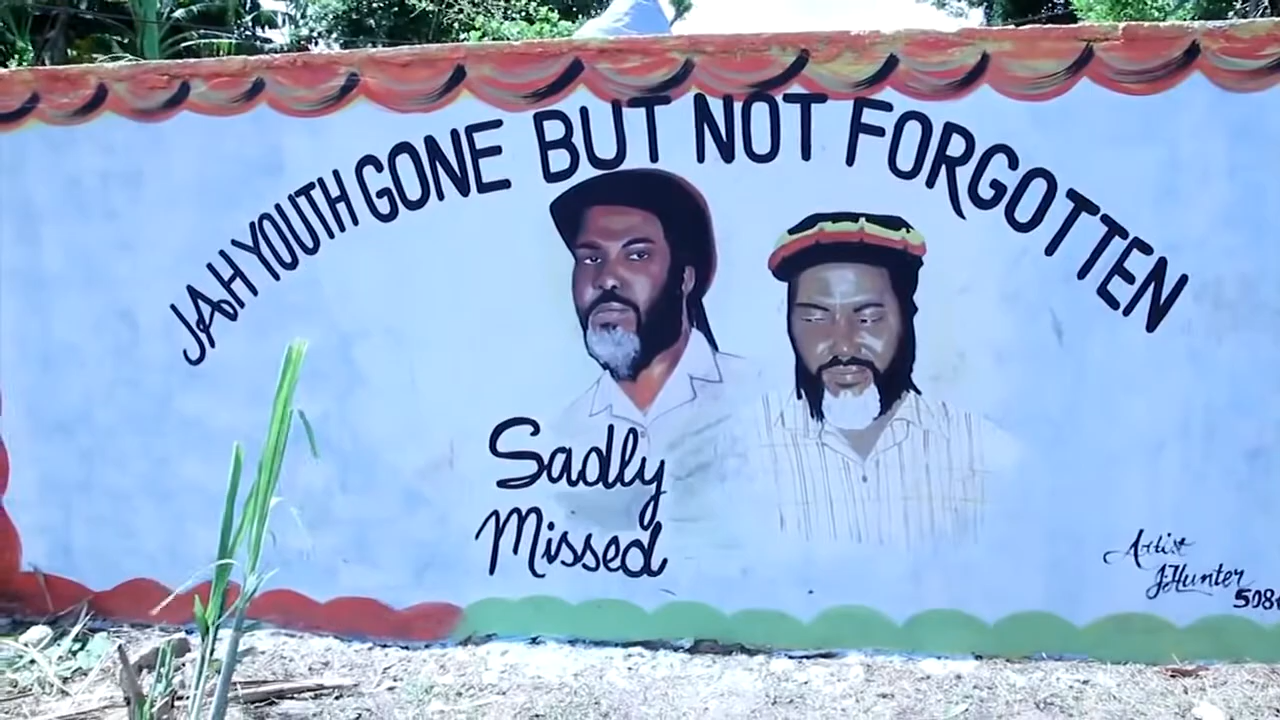 JAH YOUTH GONE BUT NOT FORGOTTEN
Sadly
Missed
Artist
J.Hunter
508